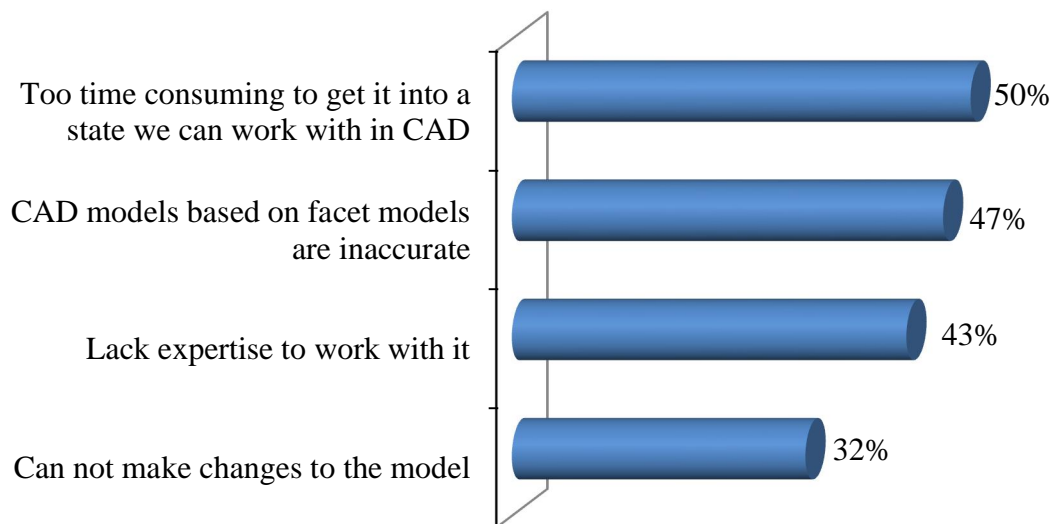 Too time consuming to get it into a
state we can work with in CAD
50%
CAD models based on facet models
are inaccurate
47%
Lack expertise to work with it
43%
Can not make changes to the model
32%